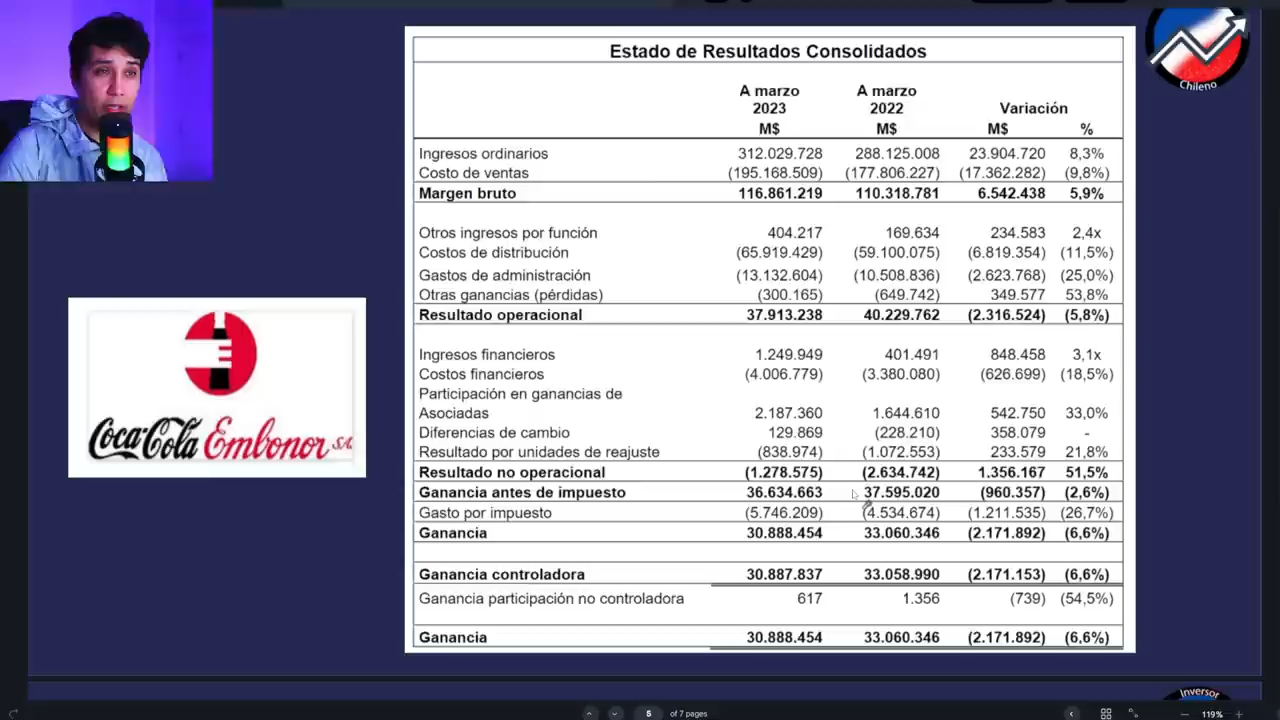 Chileno
Estado de Resultados Consolidados
A marzo 2023 M$ A marzo 2022 M$ Variación M$ %
Ingresos ordinarios 312.029.728 288.125.008 23.904.720 8,3%
Costo de ventas (195.168.509) (177.806.227) (17.362.282) (9,8%)
Margen bruto 116.861.219 110.318.781 6.542.438 5,9%
Otros ingresos por función 404.217 169.634 234.583 2,4x
Costos de distribución (65.919.429) (59.100.075) (6.819.354) (11,5%)
Gastos de administración (13.132.604) (10.508.836) (2.623.768) (25,0%)
Otras ganancias (pérdidas) (300.165) (649.742) 349.577 53,8%
Resultado operacional 37.913.238 40.229.762 (2.316.524) (5,8%)
Ingresos financieros 1.249.949 401.491 848.458 3,1x
Costos financieros (4.006.779) (3.380.080) (626.699) (18,5%)
Participación en ganancias de
Asociadas 2.187.360 1.644.610 542.750 33,0%
Diferencias de cambio 129.869 (228.210) 358.079 -
Resultado por unidades de reajuste (838.974) (1.072.553) 233.579 21,8%
Resultado no operacional (1.278.575) (2.634.742) 1.356.167 51,5%
Ganancia antes de impuesto 36.634.663 37.595.020 (960.357) (2,6%)
Gasto por impuesto (5.746.209) (4.534.674) (1.211.535) (26,7%)
Ganancia 30.888.454 33.060.346 (2.171.892) (6,6%)
Ganancia controladora 30.887.837 33.058.990 (2.171.153) (6,6%)
Ganancia participación no controladora 617 1.356 (739) (54,5%)
Ganancia 30.888.454 33.060.346 (2.171.892) (6,6%)
Coca-Cola Embonor S.A.
Inversor
5 of 7 pages
119%